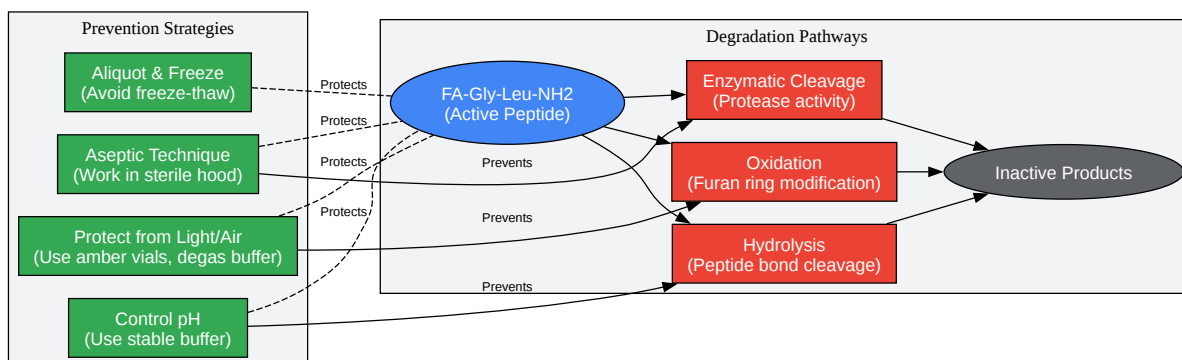 Prevention Strategies
Aliquot & Freeze
(Avoid freeze-thaw)
Aseptic Technique
(Work in sterile hood)
Protect from Light/Air
(Use amber vials, degas buffer)
Control pH
(Use stable buffer)
Protects
Protects
Protects
Protects
Prevents
Prevents
Prevents
Degradation Pathways
FA-Gly-Leu-NH2
(Active Peptide)
Enzymatic Cleavage
(Protease activity)
Oxidation
(Furan ring modification)
Hydrolysis
(Peptide bond cleavage)
Inactive Products